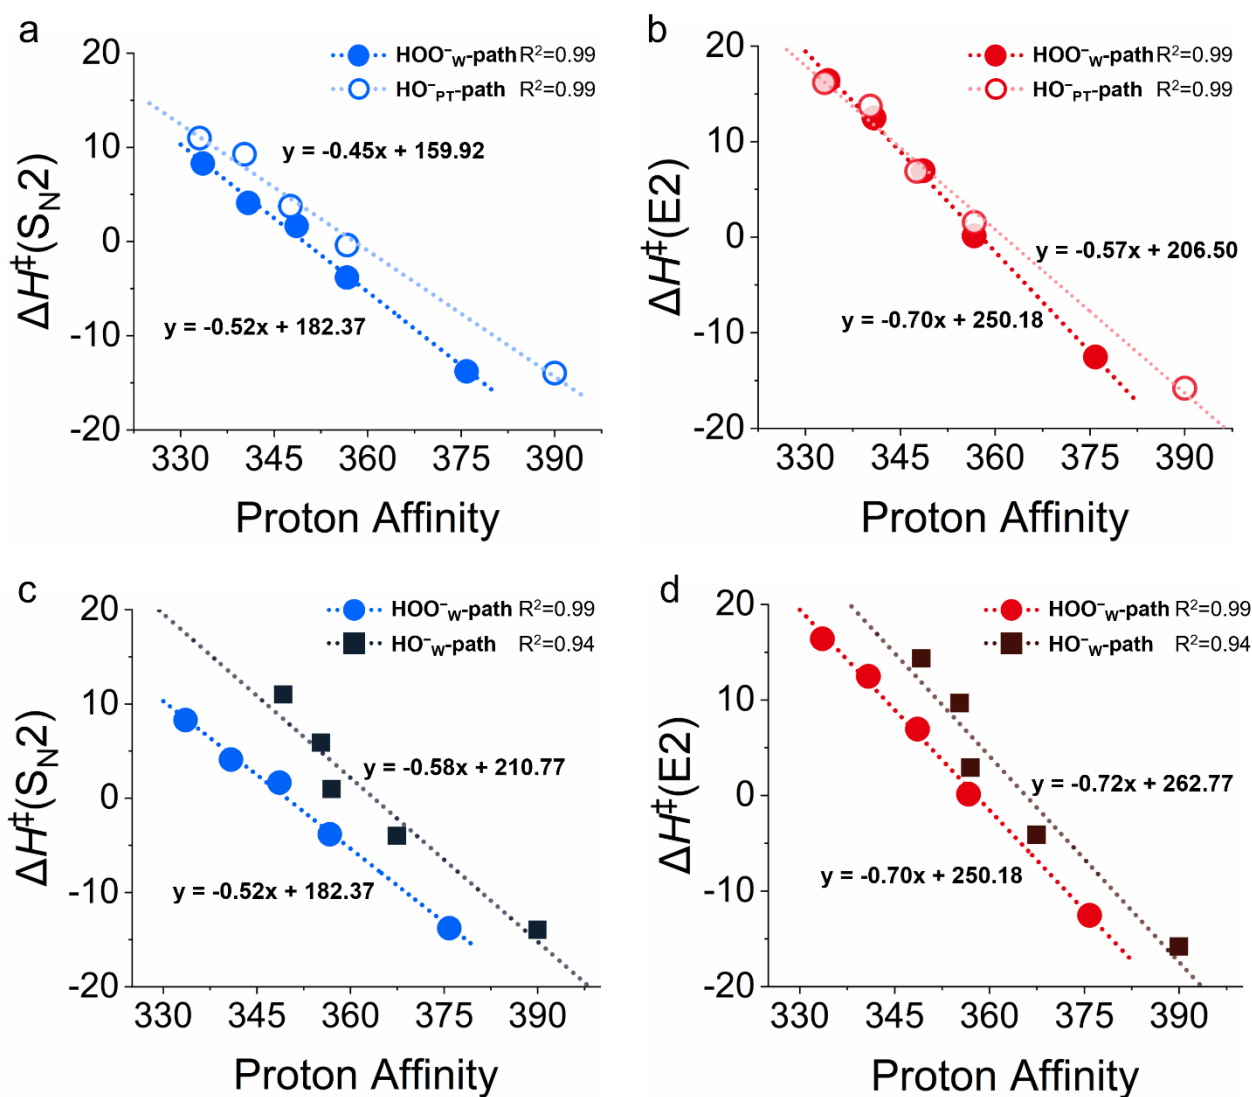 a
HOO⁻W-path R²=0.99
HO⁻PT-path R²=0.99
y = -0.45x + 159.92
y = -0.52x + 182.37
20
10
0
-10
-20
330 345 360 375 390
ΔH‡(SN2)
Proton Affinity
b
HOO⁻W-path R²=0.99
HO⁻PT-path R²=0.99
y = -0.57x + 206.50
y = -0.70x + 250.18
20
10
0
-10
-20
330 345 360 375 390
ΔH‡(E2)
Proton Affinity
c
HOO⁻W-path R²=0.99
HO⁻W-path R²=0.94
y = -0.58x + 210.77
y = -0.52x + 182.37
20
10
0
-10
-20
330 345 360 375 390
ΔH‡(SN2)
Proton Affinity
d
HOO⁻W-path R²=0.99
HO⁻W-path R²=0.94
y = -0.72x + 262.77
y = -0.70x + 250.18
20
10
0
-10
-20
330 345 360 375 390
ΔH‡(E2)
Proton Affinity